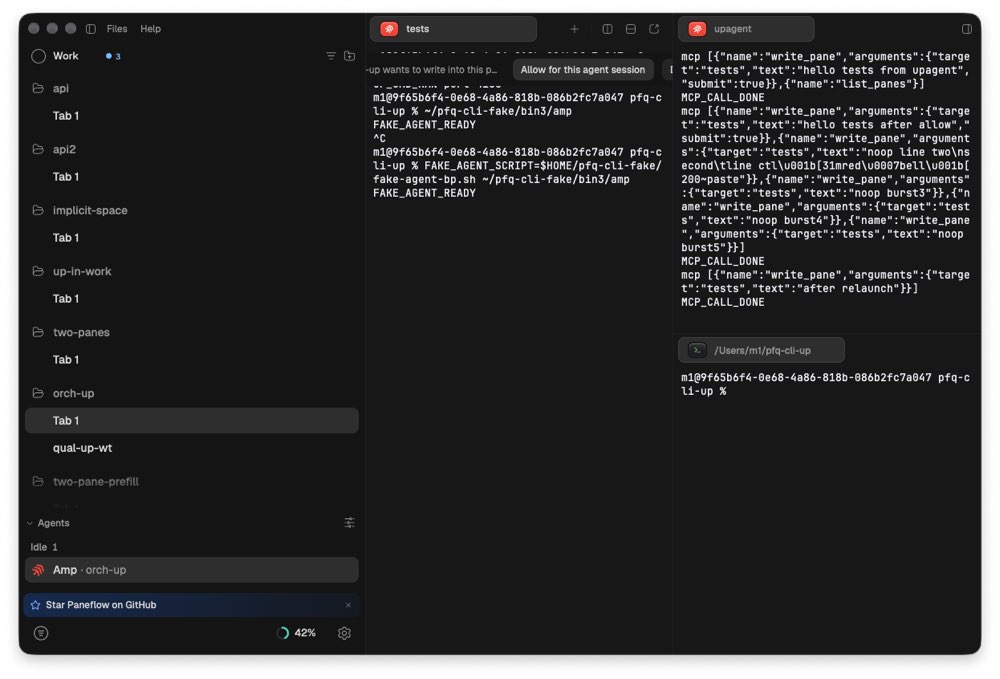 Files Help
Work 3
api
Tab 1
api2
Tab 1
implicit-space
Tab 1
up-in-work
Tab 1
two-panes
Tab 1
orch-up
Tab 1
qual-up-wt
two-pane-prefill
Agents
Idle 1
Amp · orch-up
Star Paneflow on GitHub
42%
tests
-up wants to write into this p... Allow for this agent session
m1@9f65b6f4-0e68-4a86-818b-086b2fc7a047 pfq-c
li-up % ~/pfq-cli-fake/bin3/amp
FAKE_AGENT_READY
^C
m1@9f65b6f4-0e68-4a86-818b-086b2fc7a047 pfq-c
li-up % FAKE_AGENT_SCRIPT=$HOME/pfq-cli-fake/
fake-agent-bp.sh ~/pfq-cli-fake/bin3/amp
FAKE_AGENT_READY
upagent
mcp [{"name":"write_pane","arguments":{"targe
t":"tests","text":"hello tests from upagent",
"submit":true}},{"name":"list_panes"}]
MCP_CALL_DONE
mcp [{"name":"write_pane","arguments":{"targe
t":"tests","text":"hello tests after allow","
submit":true}},{"name":"write_pane","argument
s":{"target":"tests","text":"noop line two\ns
econd\tline ctl\u001b[31mred\u0007bell\u001b[
200~paste"}},{"name":"write_pane","arguments"
:{"target":"tests","text":"noop burst3"}},{"n
ame":"write_pane","arguments":{"target":"test
s","text":"noop burst4"}},{"name":"write_pane
","arguments":{"target":"tests","text":"noop
burst5"}}]
MCP_CALL_DONE
mcp [{"name":"write_pane","arguments":{"targe
t":"tests","text":"after relaunch"}}]
MCP_CALL_DONE
/Users/m1/pfq-cli-up
m1@9f65b6f4-0e68-4a86-818b-086b2fc7a047 pfq-c
li-up %